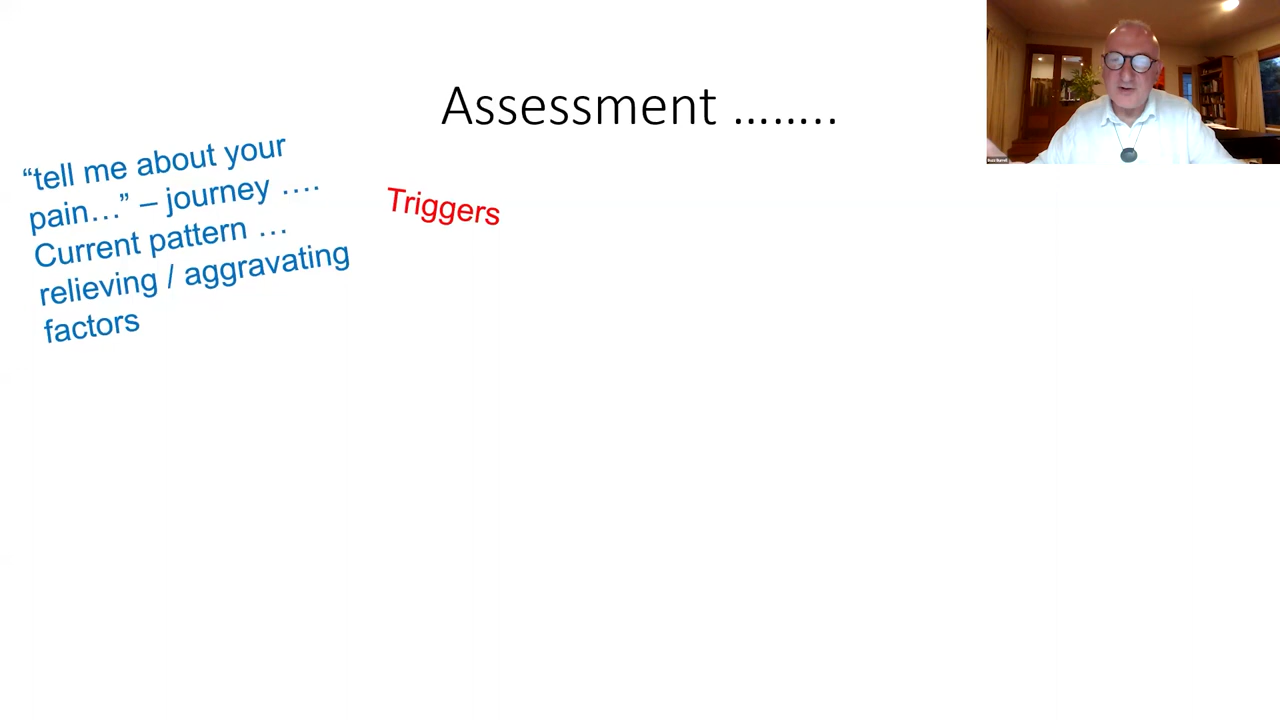 Assessment ……..
“tell me about your
pain…” – journey ….
Current pattern …
relieving / aggravating
factors
Triggers